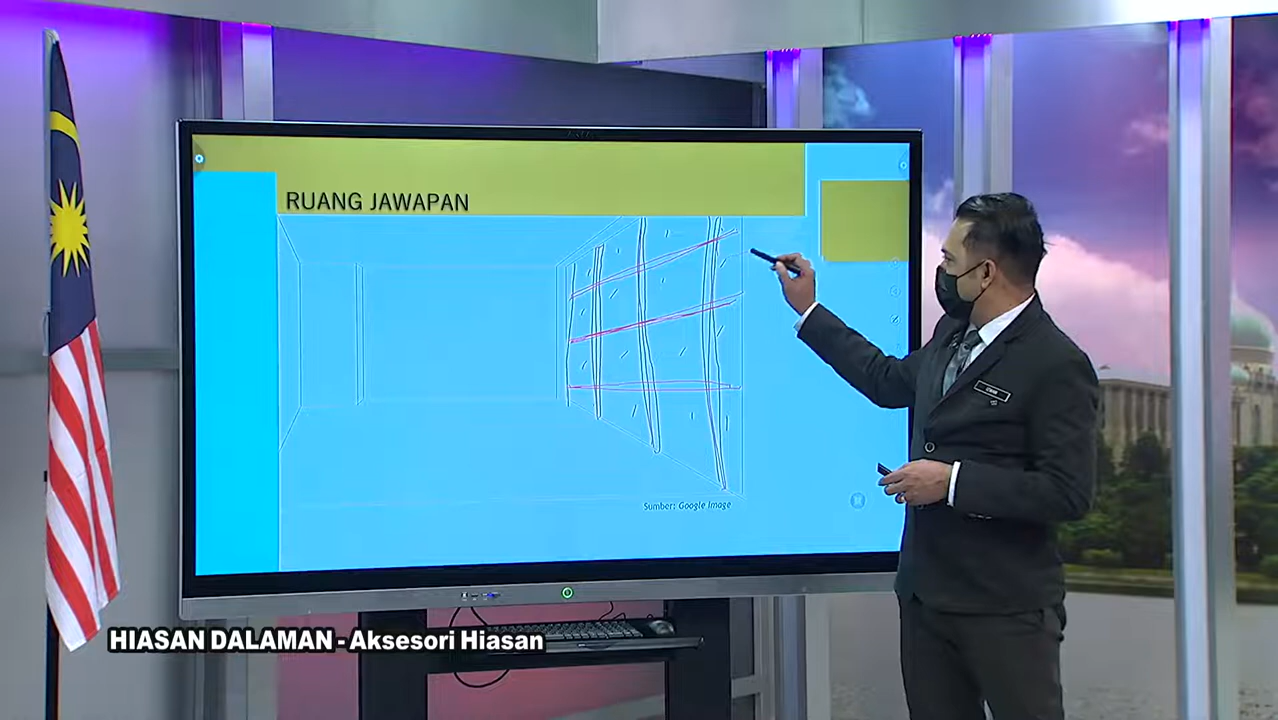 RUANG JAWAPAN
Sumber: Google Image
HIASAN DALAMAN - Aksesori Hiasan